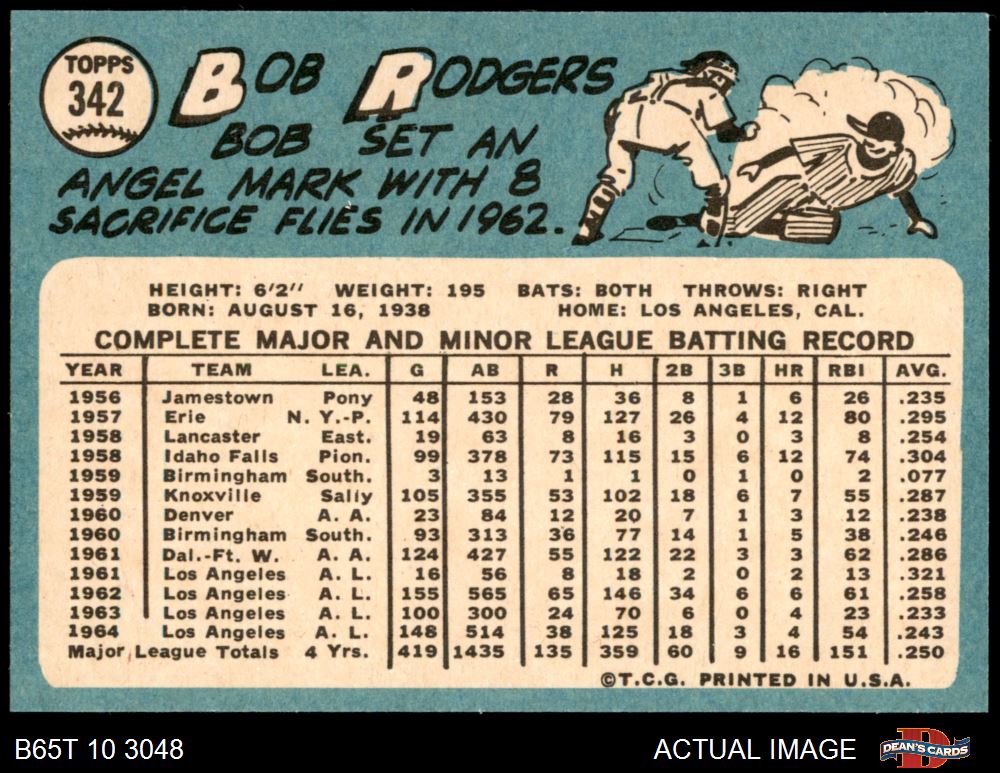 TOPPS
342
BOB RODGERS
BOB SET AN
ANGEL MARK WITH 8
SACRIFICE FLIES IN 1962.
HEIGHT: 6'2" WEIGHT: 195 BATS: BOTH THROWS: RIGHT
BORN: AUGUST 16, 1938 HOME: LOS ANGELES, CAL.
COMPLETE MAJOR AND MINOR LEAGUE BATTING RECORD
YEAR TEAM LEA. G AB R H 2B 3B HR RBI AVG.
1956 Jamestown Pony 48 153 28 36 8 1 6 26 .235
1957 Erie N. Y.-P. 114 430 79 127 26 4 12 80 .295
1958 Lancaster East. 19 63 8 16 3 0 3 8 .254
1958 Idaho Falls Pion. 99 378 73 115 15 6 12 74 .304
1959 Birmingham South. 3 13 1 1 0 1 0 2 .077
1959 Knoxville Sally 105 355 53 102 18 6 7 55 .287
1960 Denver A. A. 23 84 12 20 7 1 3 12 .238
1960 Birmingham South. 93 313 36 77 14 1 5 38 .246
1961 Dal.-Ft. W. A. A. 124 427 55 122 22 3 3 62 .286
1961 Los Angeles A. L. 16 56 8 18 2 0 2 13 .321
1962 Los Angeles A. L. 155 565 65 146 34 6 6 61 .258
1963 Los Angeles A. L. 100 300 24 70 6 0 4 23 .233
1964 Los Angeles A. L. 148 514 38 125 18 3 4 54 .243
Major League Totals 4 Yrs. 419 1435 135 359 60 9 16 151 .250
©T.C.G. PRINTED IN U.S.A.
B65T 10 3048 ACTUAL IMAGE DEAN'S CARDS